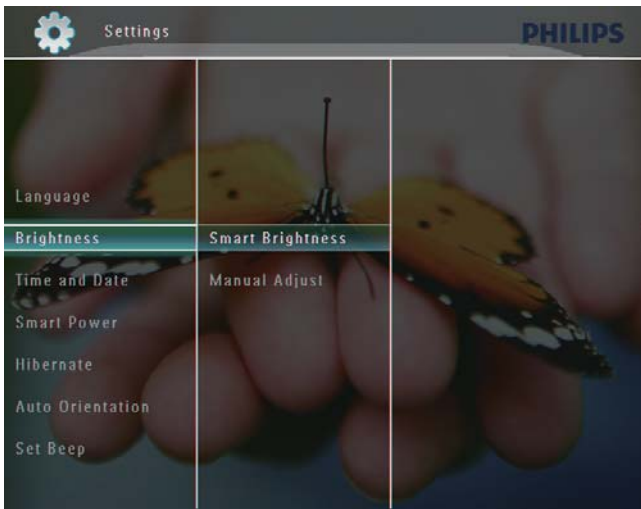 Settings
PHILIPS
Language
Brightness
Smart Brightness
Time and Date
Manual Adjust
Smart Power
Hibernate
Auto Orientation
Set Beep